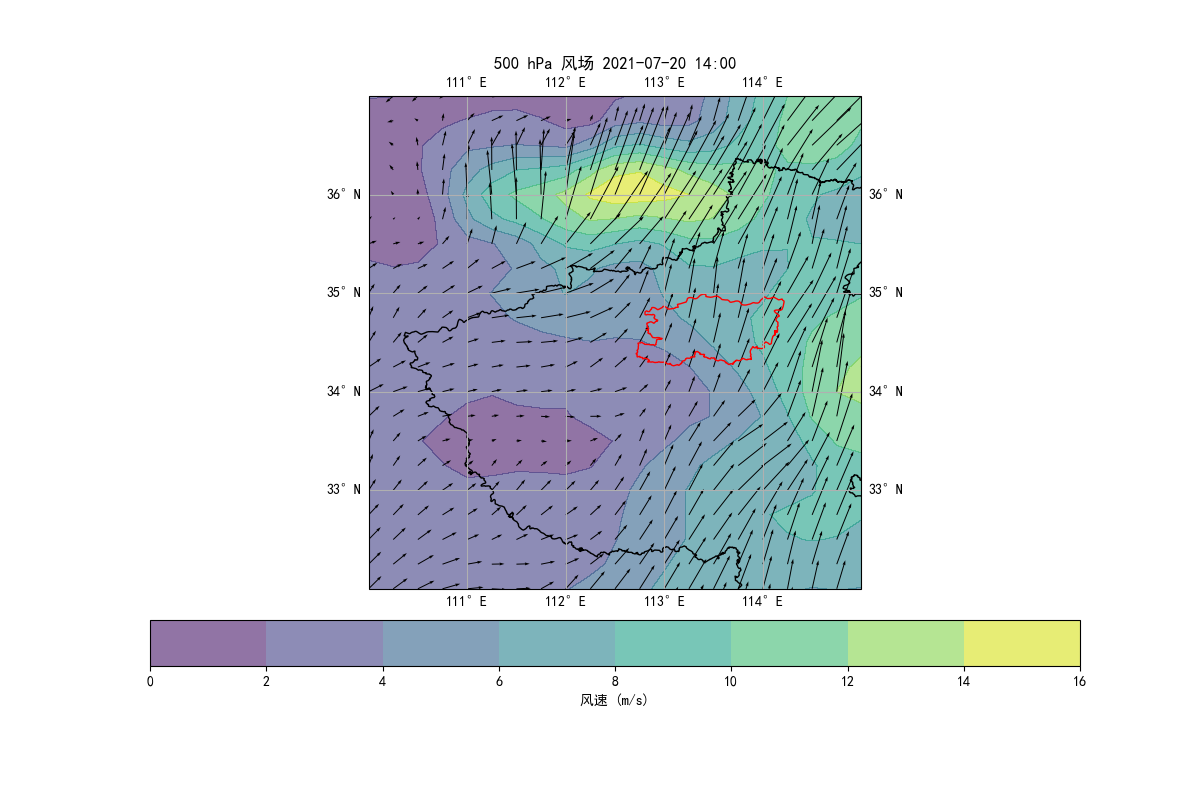 500 hPa 风场 2021-07-20 14:00
111° E 112° E 113° E 114° E
36° N 36° N
35° N 35° N
34° N 34° N
33° N 33° N
111° E 112° E 113° E 114° E
0 2 4 6 8 10 12 14 16
风速 (m/s)